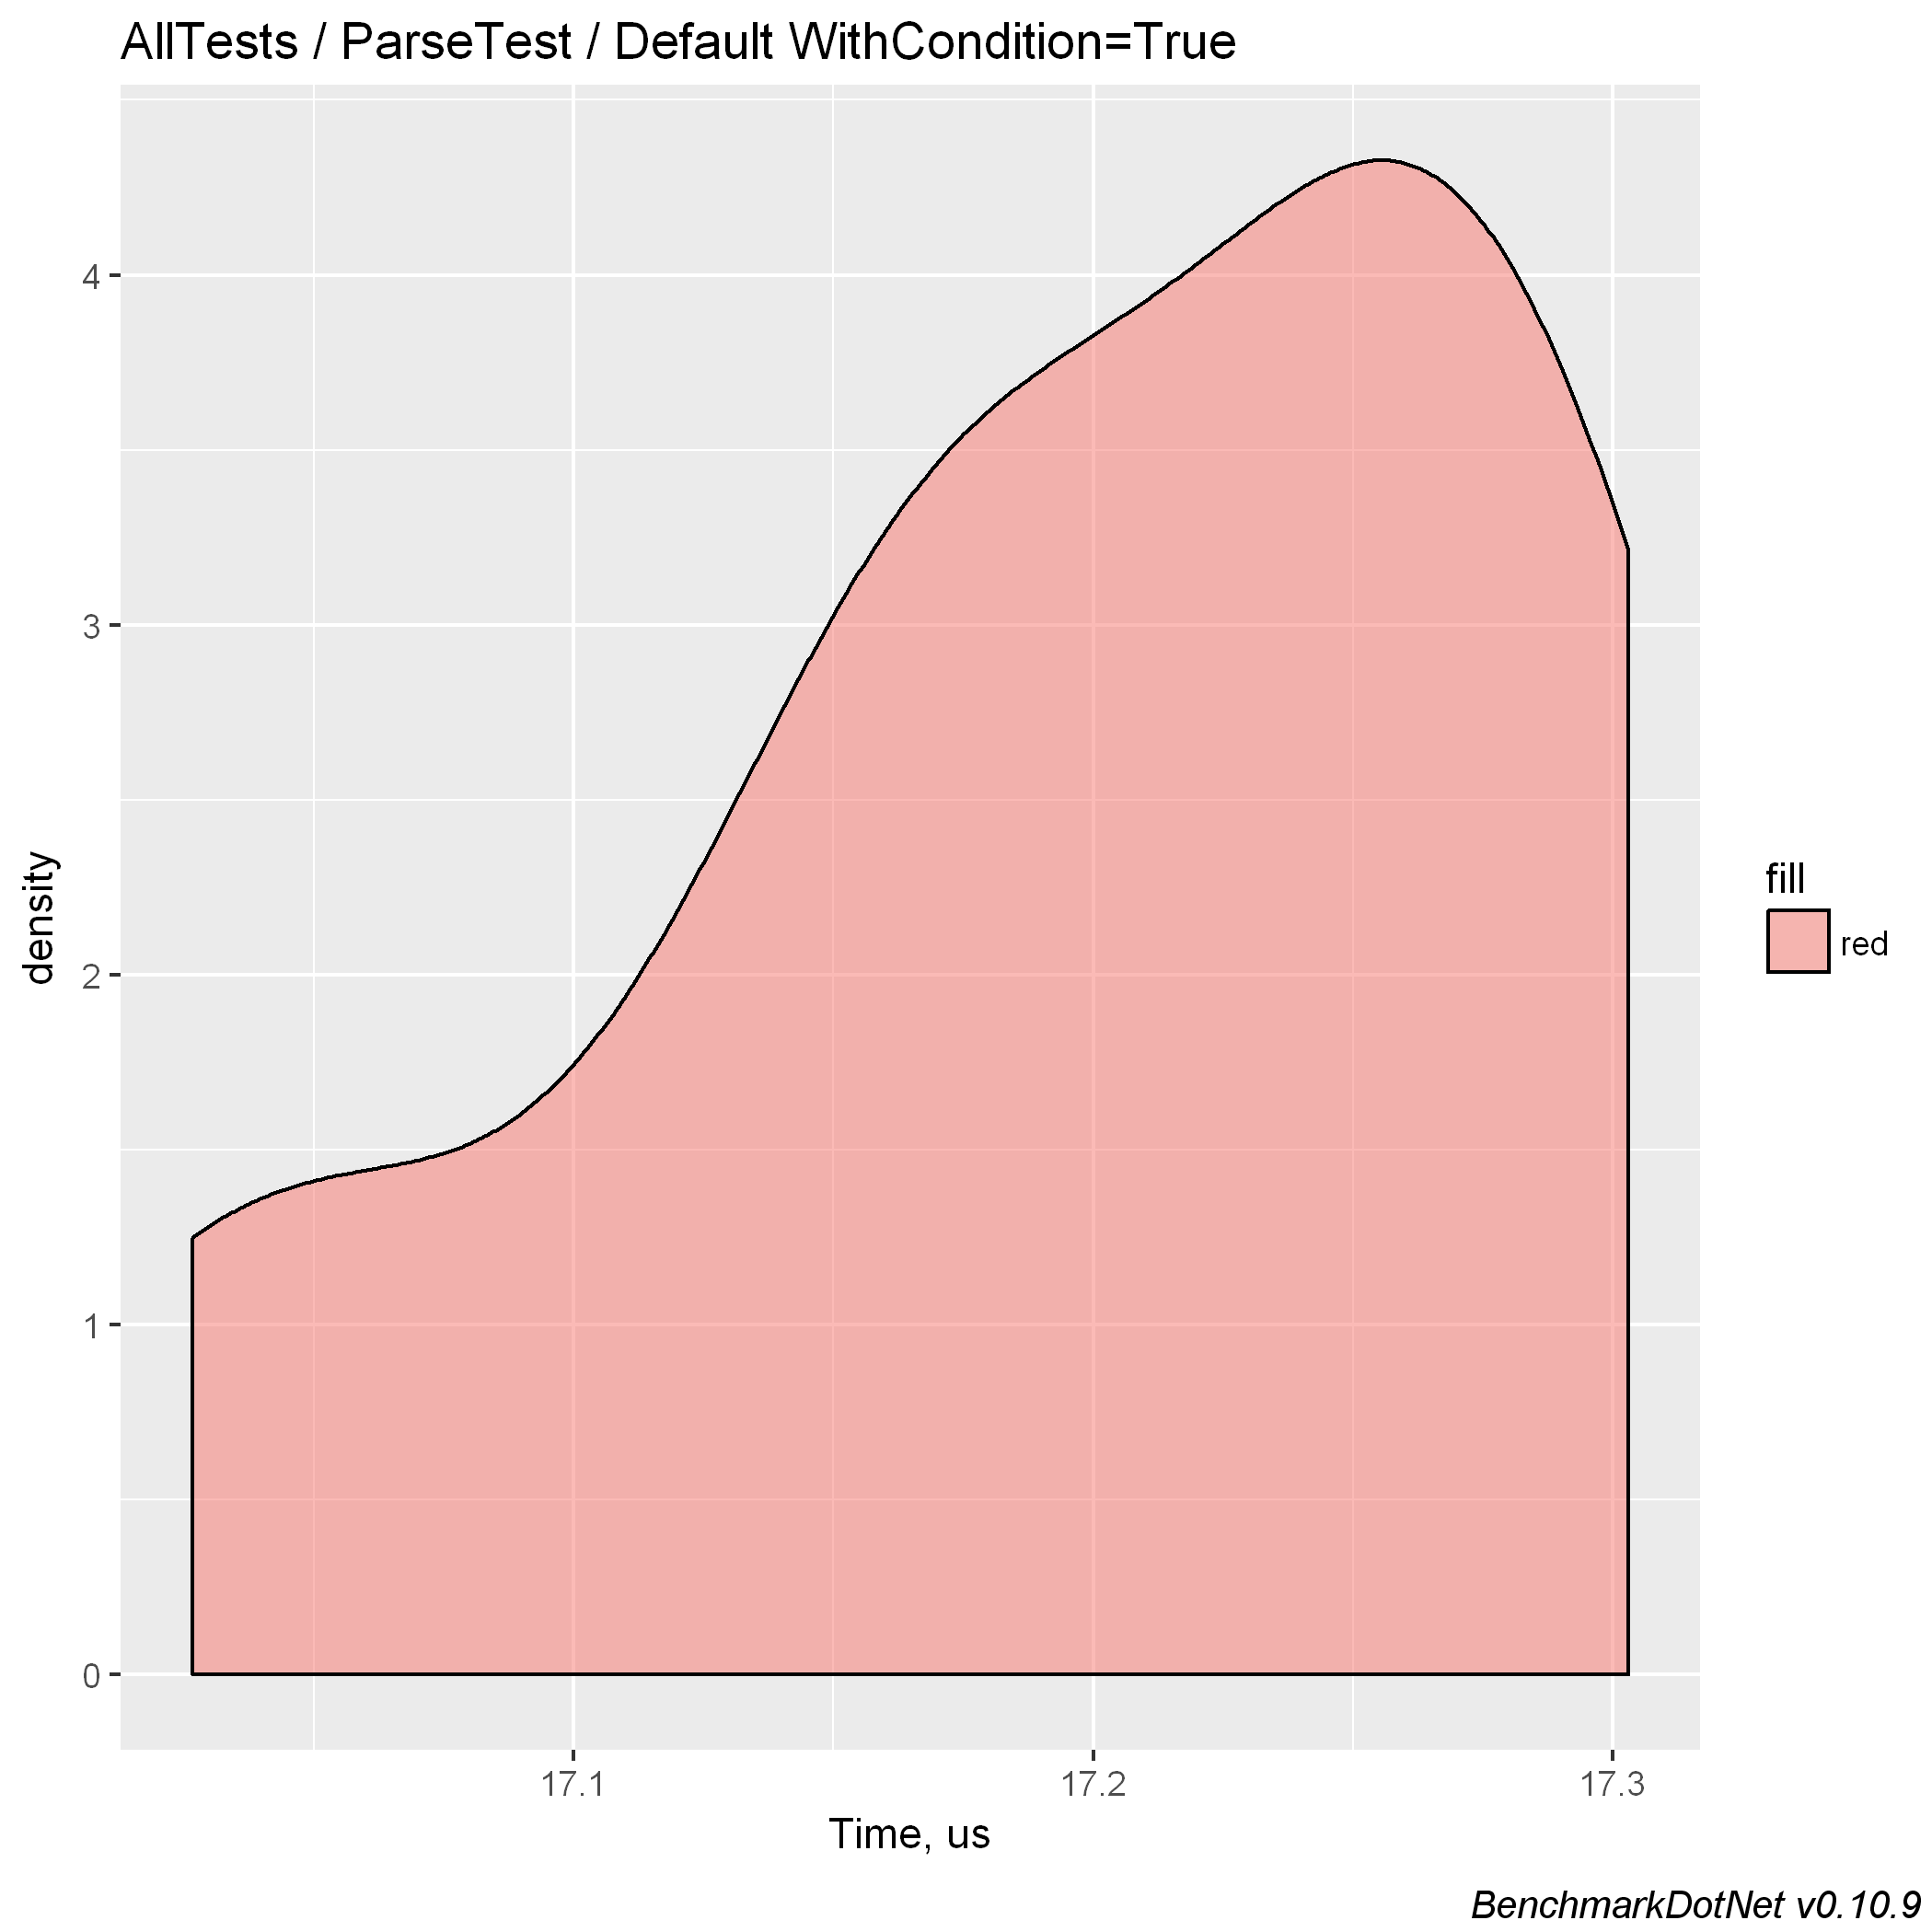 AllTests / ParseTest / Default WithCondition=True
4
3
2
1
0
density
17.1 17.2 17.3
Time, us
fill
red
BenchmarkDotNet v0.10.9